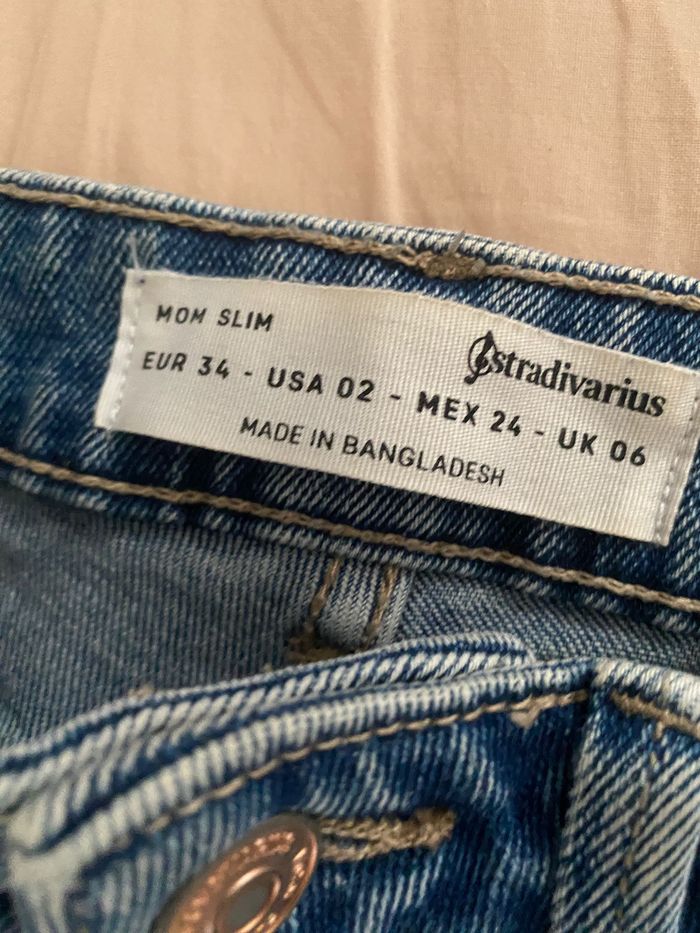 MOM SLIM
stradivarius
EUR 34 - USA 02 - MEX 24 - UK 06
MADE IN BANGLADESH